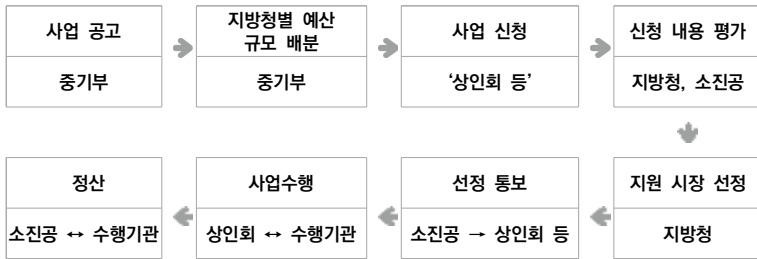 사업 공고
중기부
지방청별 예산
규모 배분
중기부
사업 신청
‘상인회 등’
신청 내용 평가
지방청, 소진공
지원 시장 선정
지방청
선정 통보
소진공 → 상인회 등
사업수행
상인회 ↔ 수행기관
정산
소진공 ↔ 수행기관